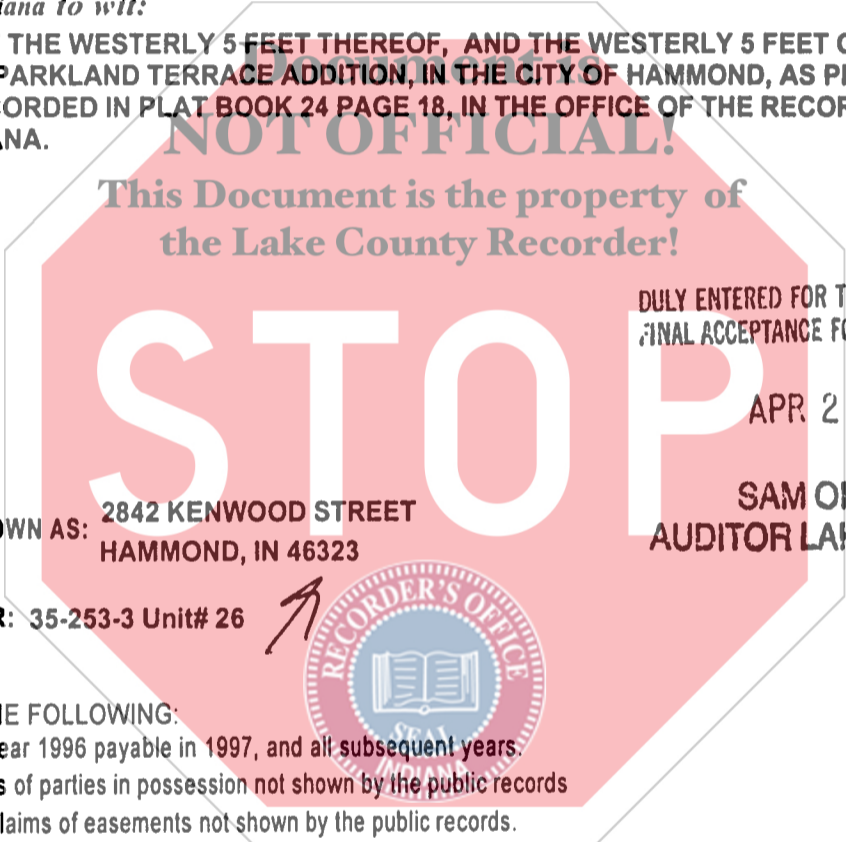 iana to wit:
THE WESTERLY 5 FEET THEREOF, AND THE WESTERLY 5 FEET
PARKLAND TERRACE ADDITION, IN THE CITY OF HAMMOND, AS
ORDED IN PLAT BOOK 24 PAGE 18, IN THE OFFICE OF THE RECOR
ANA.
Document is
NOT OFFICIAL!
This Document is the property of
the Lake County Recorder!
STOP
DULY ENTERED FOR T
FINAL ACCEPTANCE FO
APR 2
SAM
AUDITOR LA
OWN AS: 2842 KENWOOD STREET
HAMMOND, IN 46323
R: 35-253-3 Unit# 26
RECORDER'S OFFICE
SEAL
INDIANA
E FOLLOWING:
ear 1996 payable in 1997, and all subsequent years.
s of parties in possession not shown by the public records
laims of easements not shown by the public records.